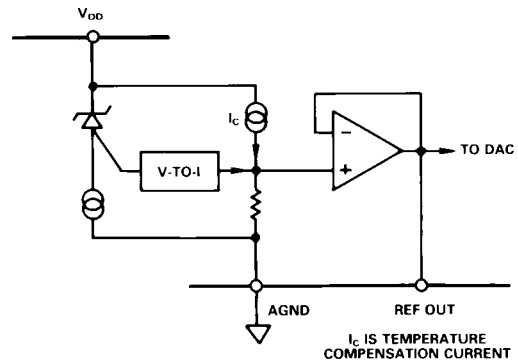 VDD
IC
V-TO-I
-
+
TO DAC
AGND
REF OUT
IC IS TEMPERATURE
COMPENSATION CURRENT